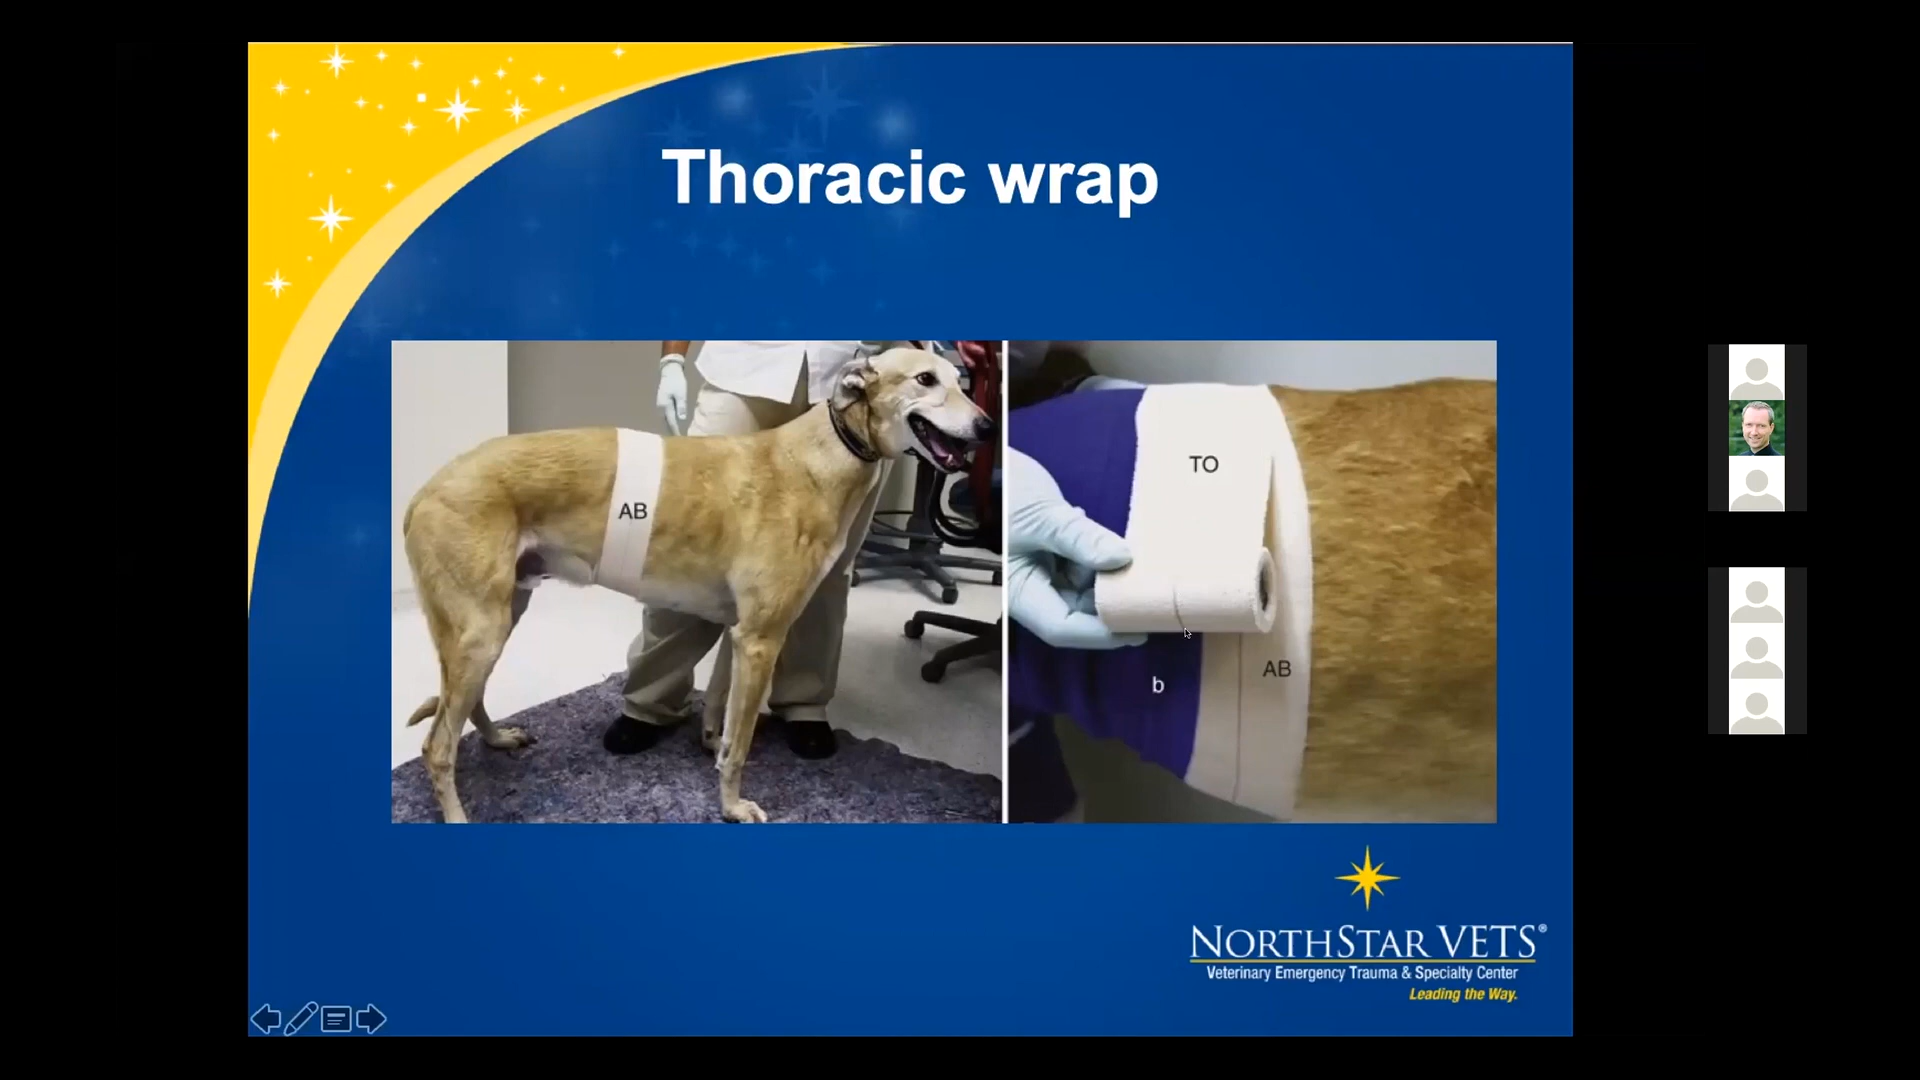 Thoracic wrap
AB
TO
AB
b
NORTHSTAR VETS®
Veterinary Emergency Trauma & Specialty Center
Leading the Way.